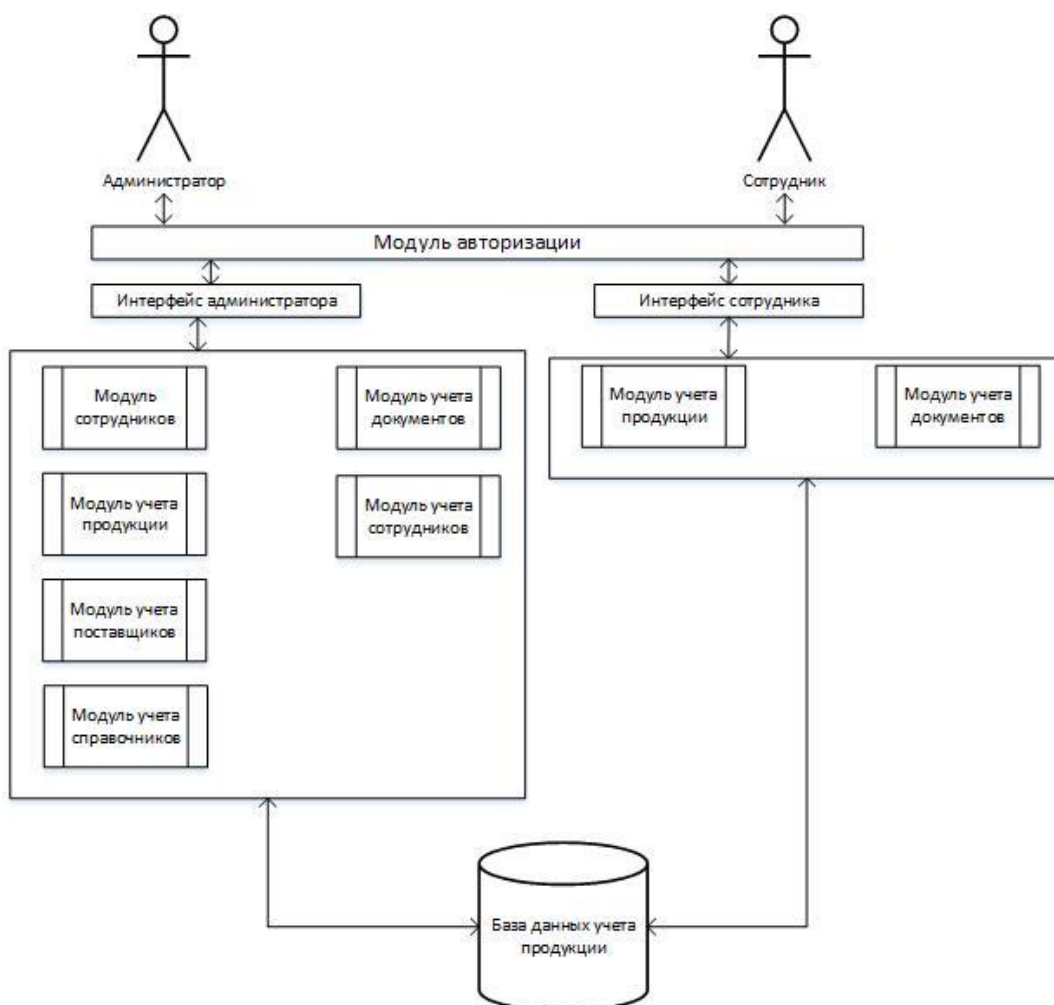 Администратор
Сотрудник
Модуль авторизации
Интерфейс администратора
Интерфейс сотрудника
Модуль
сотрудников
Модуль учета
документов
Модуль учета
продукции
Модуль учета
сотрудников
Модуль учета
поставщиков
Модуль учета
справочников
Модуль учета
продукции
Модуль учета
документов
База данных учета
продукции